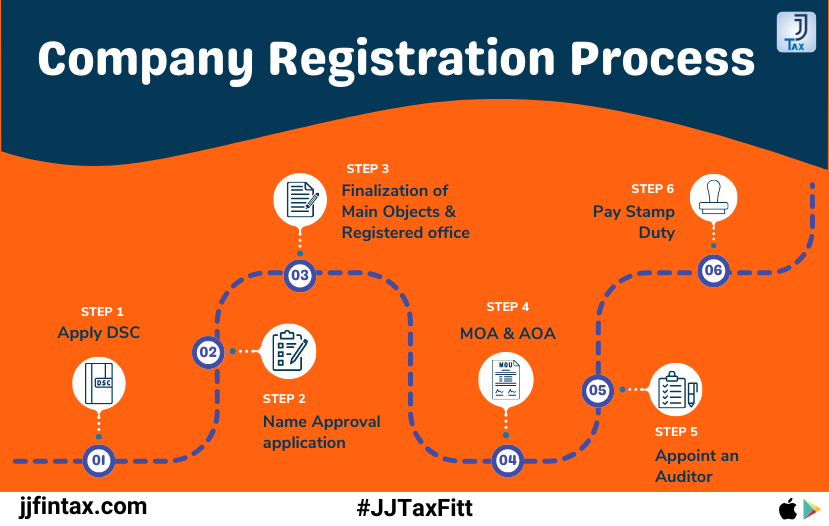 Company Registration Process
J
TAX
STEP 1
Apply DSC
DSC
01
02
STEP 2
Name Approval
application
STEP 3
Finalization of
Main Objects &
Registered office
03
STEP 4
MOA & AOA
MOU
04
05
STEP 5
Appoint an
Auditor
STEP 6
Pay Stamp
Duty
06
jjfintax.com
#JJTaxFitt